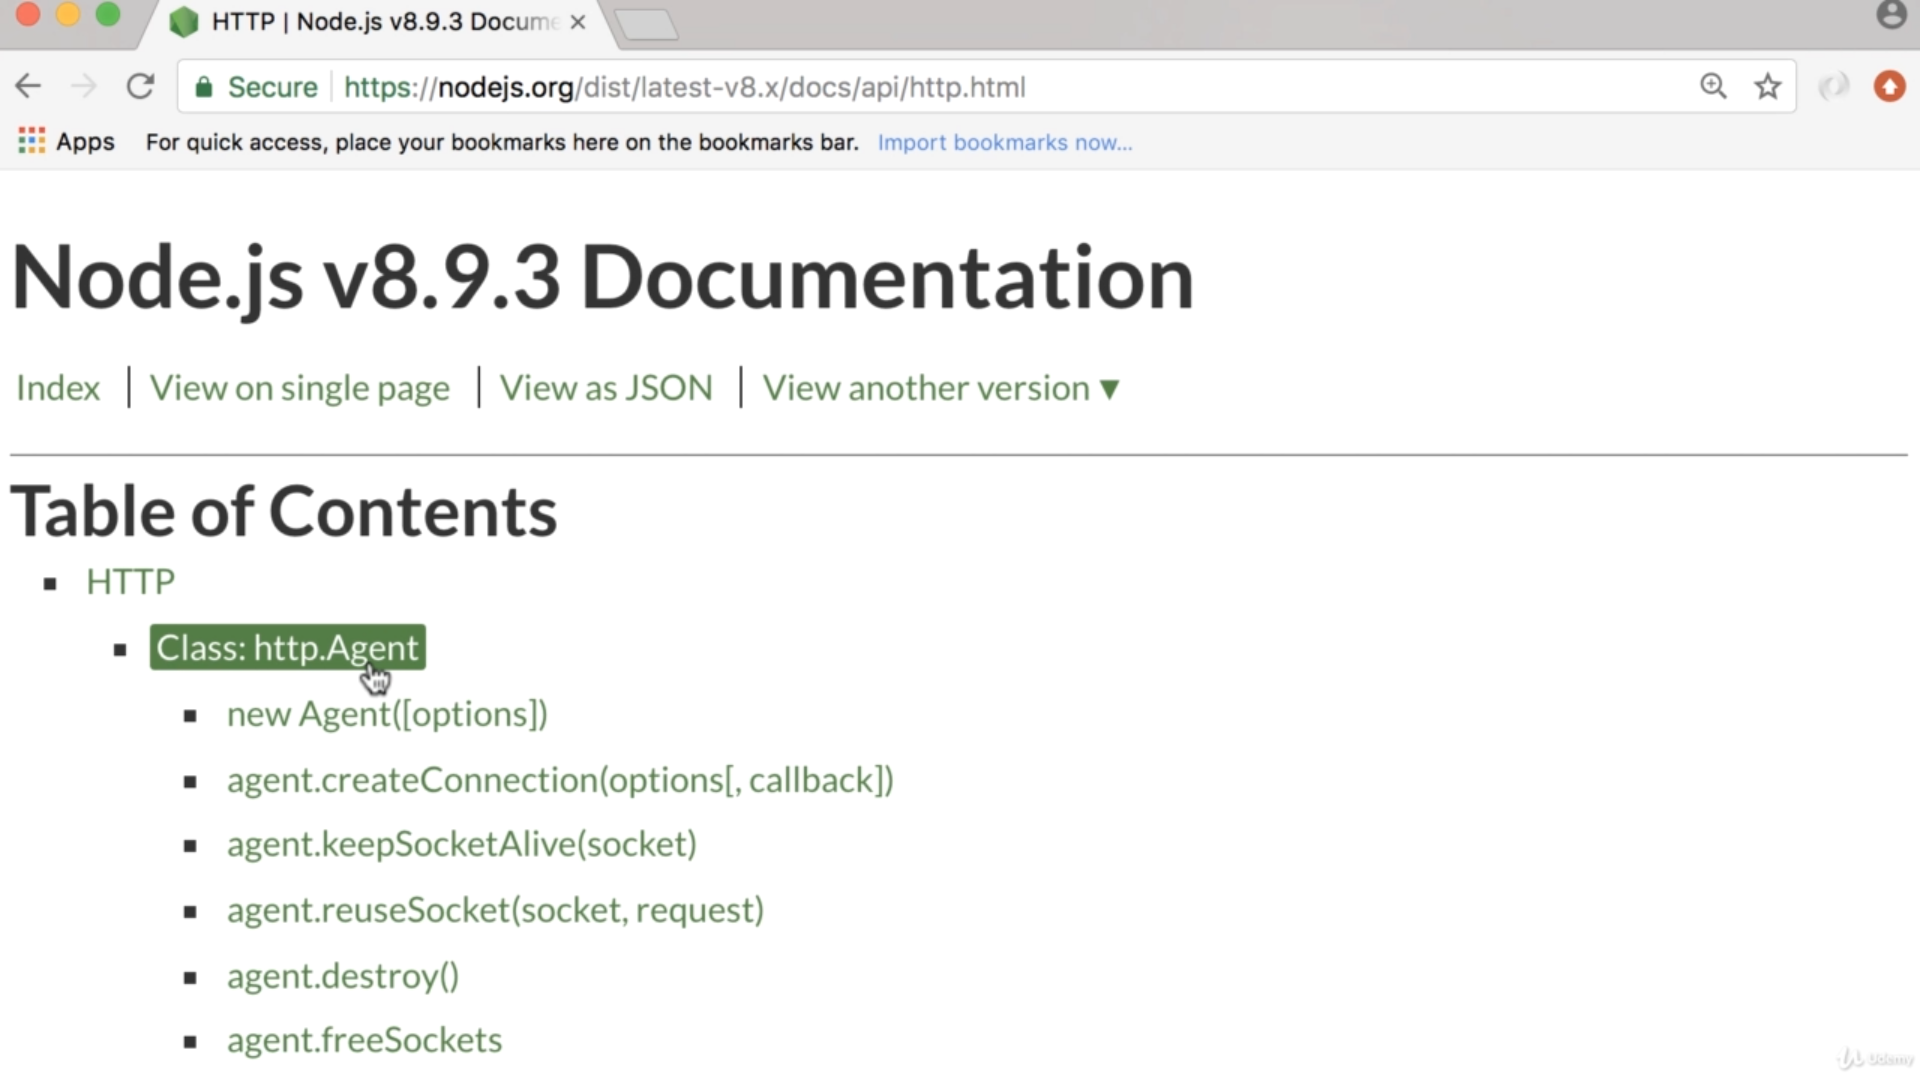 HTTP | Node.js v8.9.3 Docume
Secure https://nodejs.org/dist/latest-v8.x/docs/api/http.html
Apps For quick access, place your bookmarks here on the bookmarks bar. Import bookmarks now...
Node.js v8.9.3 Documentation
Index | View on single page | View as JSON | View another version ▼
Table of Contents
HTTP
Class: http.Agent
new Agent([options])
agent.createConnection(options[, callback])
agent.keepSocketAlive(socket)
agent.reuseSocket(socket, request)
agent.destroy()
agent.freeSockets
Udemy